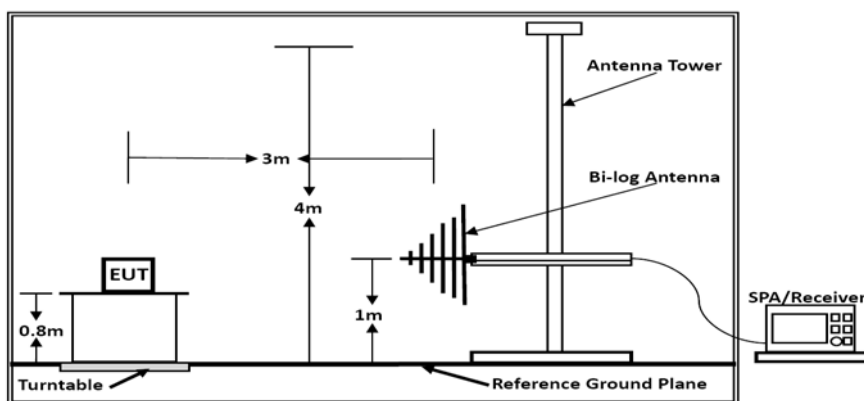 Antenna Tower
3m
Bi-log Antenna
4m
EUT
SPA/Receiver
0.8m
1m
Turntable
Reference Ground Plane